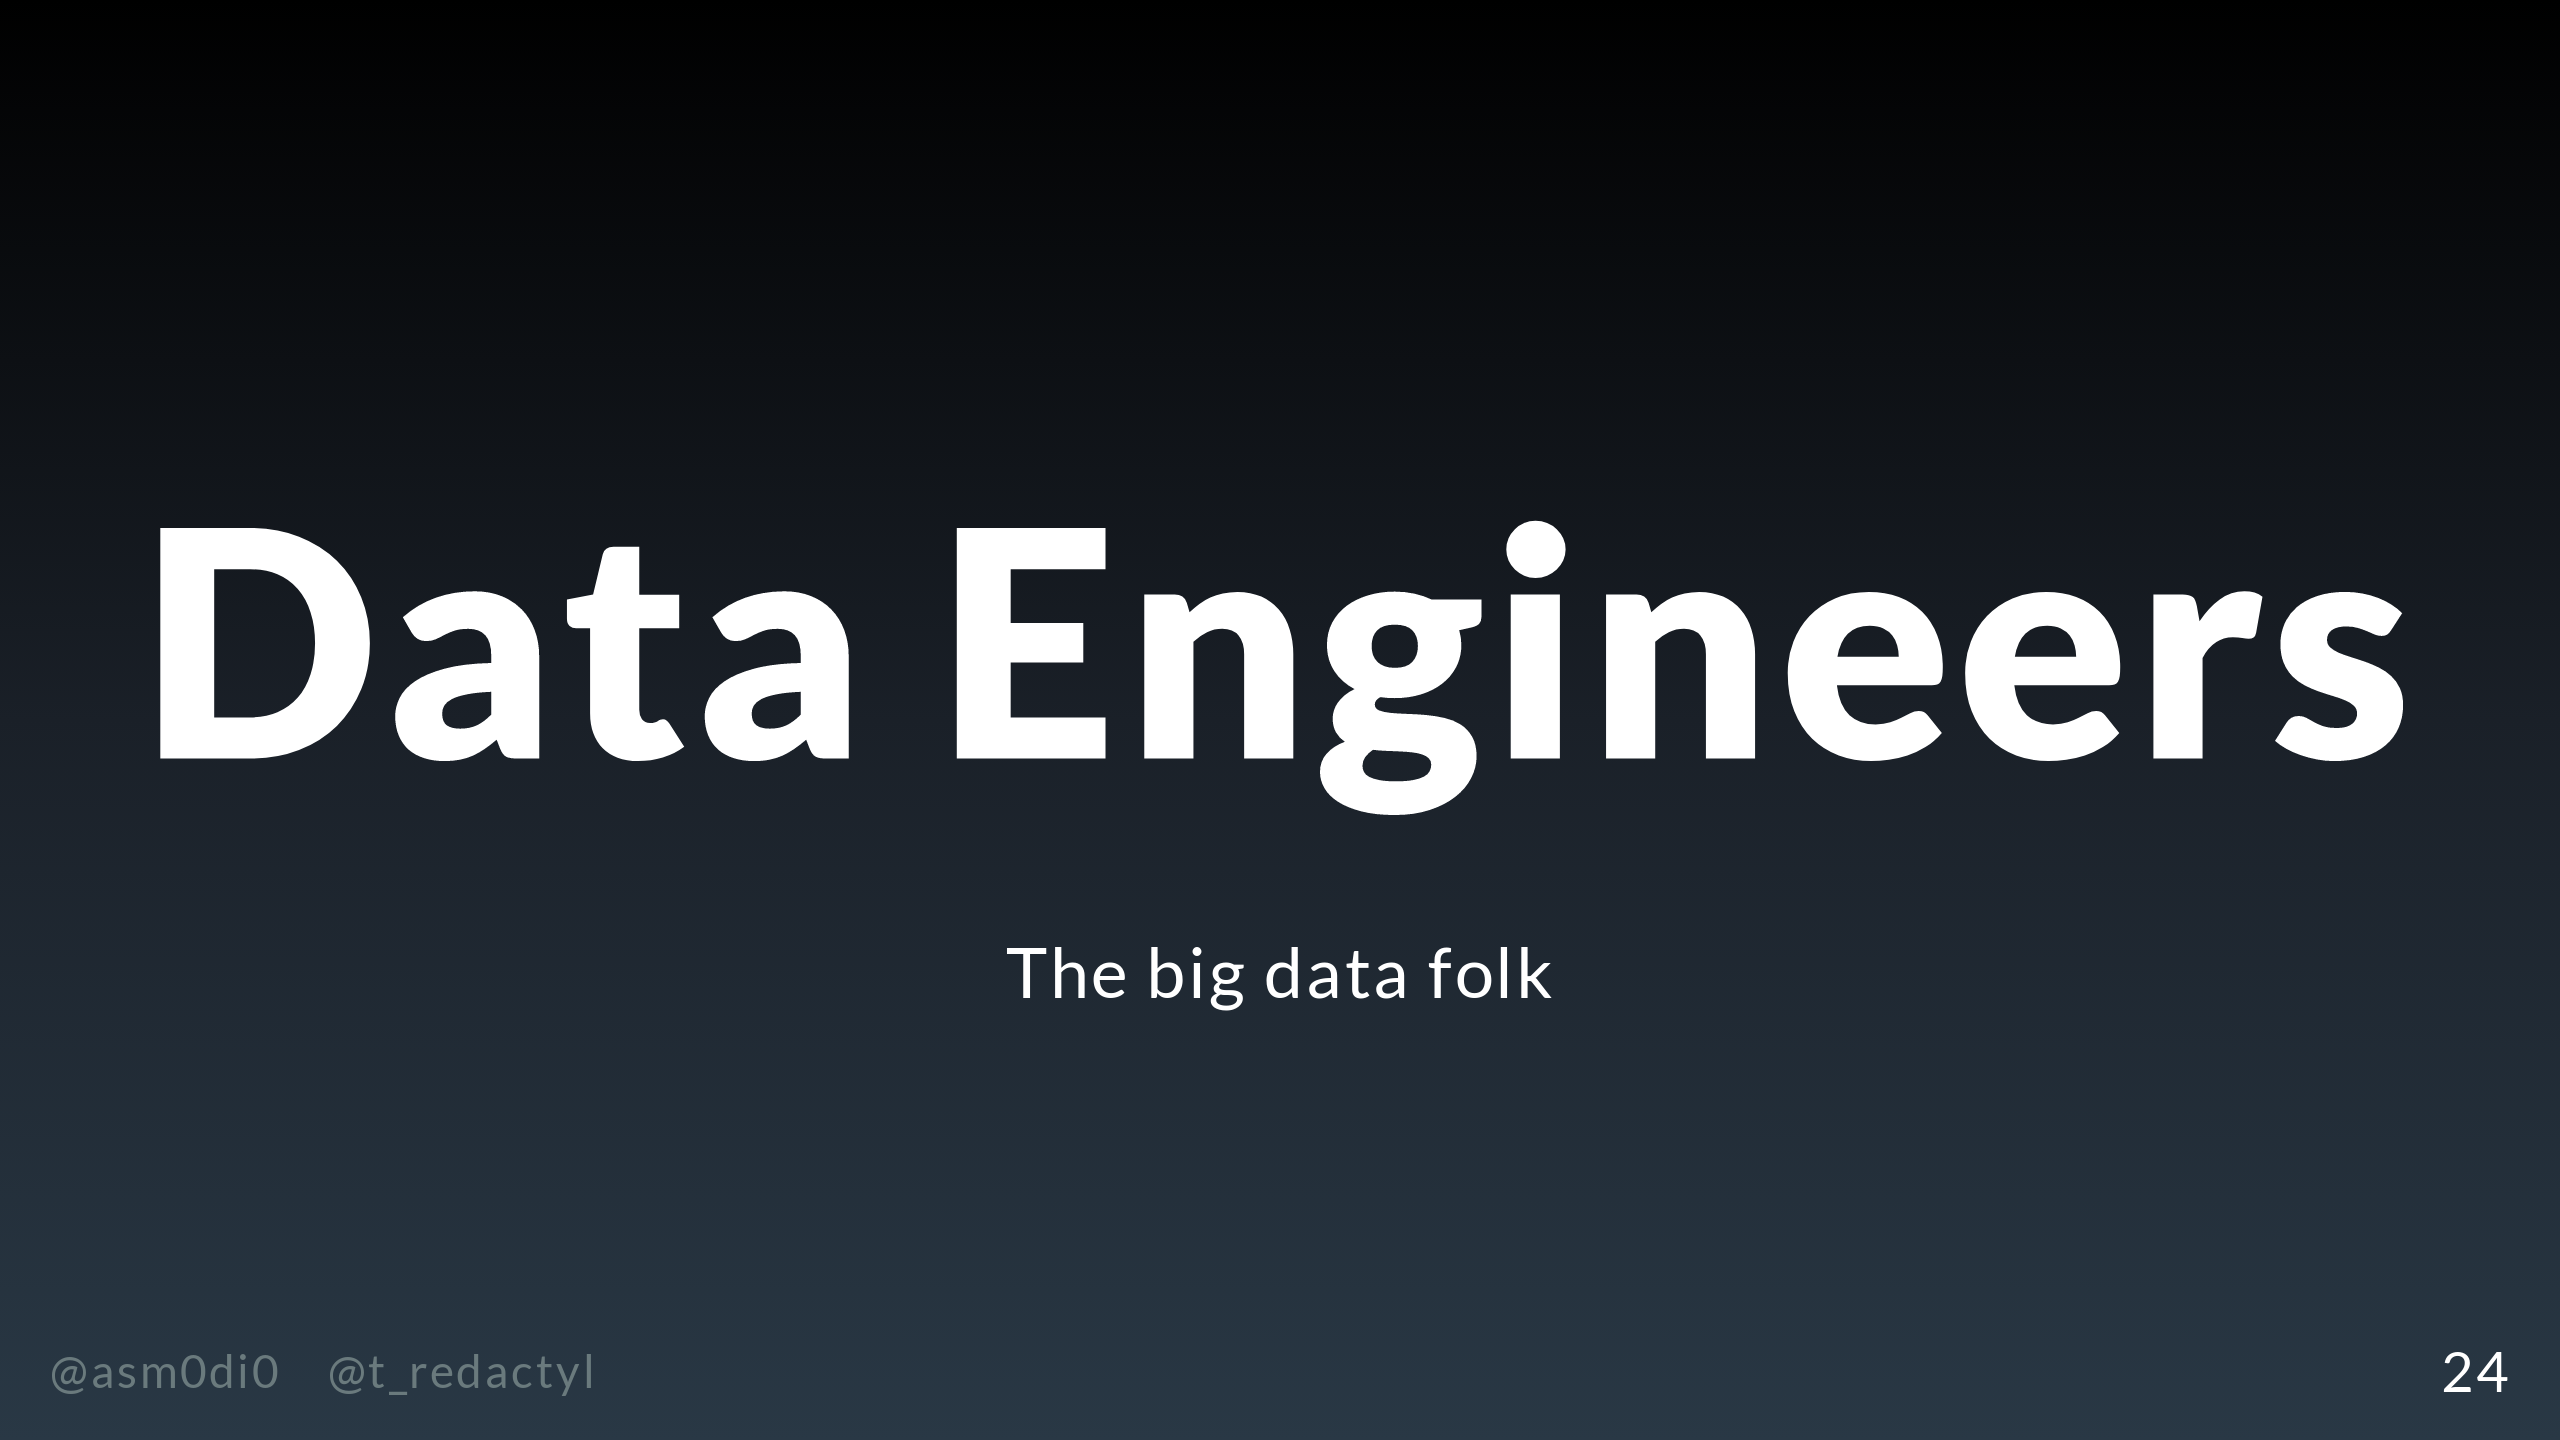 Data Engineers
The big data folk
@asm0di0 @t_redactyl
24